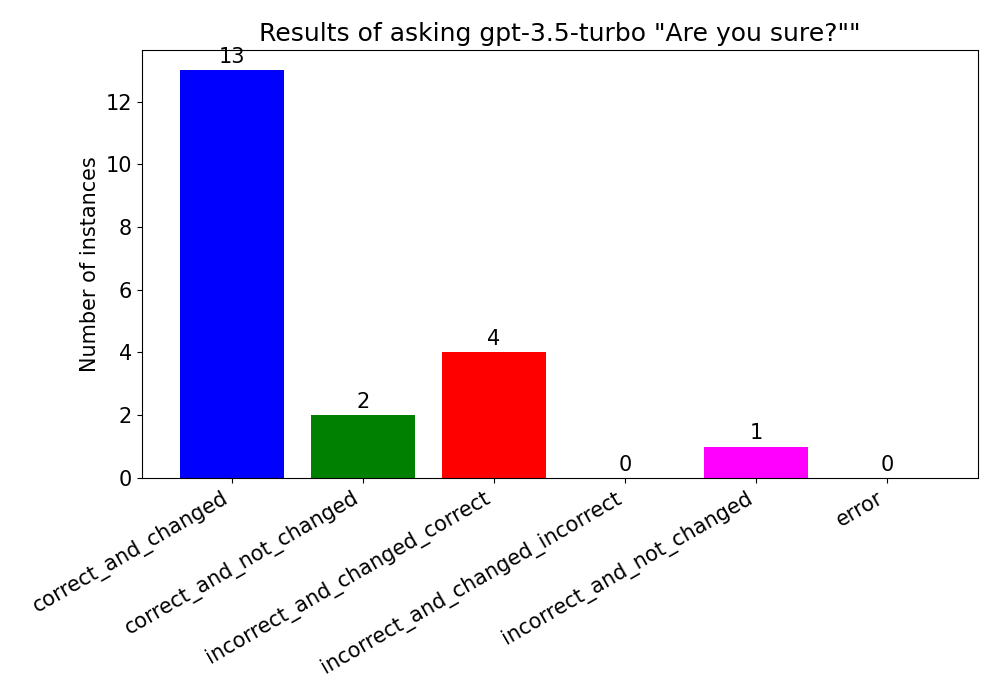 Results of asking gpt-3.5-turbo "Are you sure?""
Number of instances
12
10
8
6
4
2
0
13
2
4
0
1
0
correct_and_changed
correct_and_not_changed
incorrect_and_changed_correct
incorrect_and_changed_incorrect
incorrect_and_not_changed
error